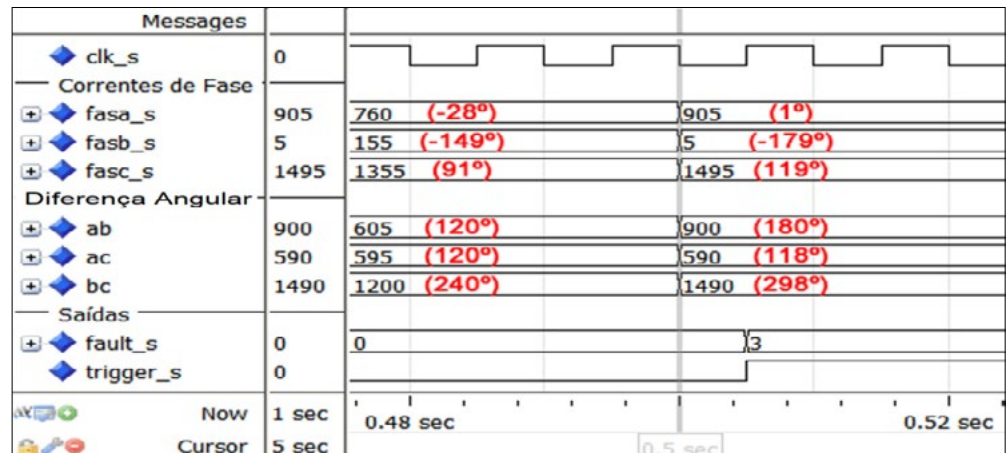 Messages
clk_s 0
Correntes de Fase
fasa_s 905 760 (-28º) 905 (1º)
fasb_s 5 155 (-149º) 5 (-179º)
fasc_s 1495 1355 (91º) 1495 (119º)
Diferença Angular
ab 900 605 (120º) 900 (180º)
ac 590 595 (120º) 590 (118º)
bc 1490 1200 (240º) 1490 (298º)
Saídas
fault_s 0 0 3
trigger_s 0
Now 1 sec 0.48 sec 0.52 sec
Cursor 5 sec 0.5 sec